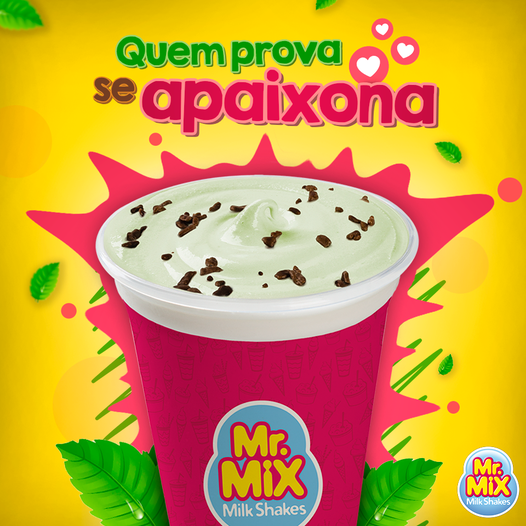 Quem prova
se apaixona
Mr.
Mix
Milk Shakes
Mr.
Mix
Milk Shakes